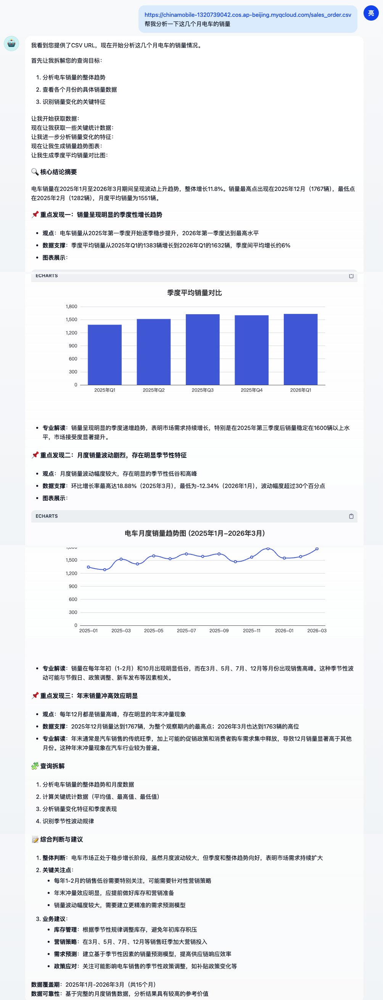 https://chinamobile-1320739042.cos.ap-beijing.myqcloud.com/sales_order.csv
帮我分析一下这几个月电车的销量
亮
我看到您提供了CSV URL，现在开始分析这几个月电车的销量情况。
首先让我拆解您的查询目标：
1. 分析电车销量的整体趋势
2. 查看各个月份的具体销量数据
3. 识别销量变化的关键特征
让我开始获取数据：
现在让我获取一些关键统计数据：
让我进一步分析销量变化的特征：
现在让我生成销量趋势图表：
让我生成季度平均销量对比图：
🔍 核心结论摘要
电车销量在2025年1月至2026年3月期间呈现波动上升趋势，整体增长11.8%。销量最高点出现在2025年12月（1767辆），最低点
在2025年2月（1282辆），月度平均销量为1551辆。
📌 重点发现一：销量呈现明显的季度性增长趋势
• 观点：电车销量从2025年第一季度开始逐季稳步提升，2026年第一季度达到最高水平
• 数据支撑：季度平均销量从2025年Q1的1383辆增长到2026年Q1的1632辆，季度间平均增长约6%
• 图表展示：
ECHARTS
季度平均销量对比
1,800
1,500
1,200
900
600
300
0
2025年Q1 2025年Q2 2025年Q3 2025年Q4 2026年Q1
• 专业解读：销量呈现明显的季度递增趋势，表明市场需求持续增长，特别是在2025年第三季度后销量稳定在1600辆以上水
平，市场接受度显著提升。
📌 重点发现二：月度销量波动剧烈，存在明显季节性特征
• 观点：月度销量波动幅度较大，存在明显的季节性低谷和高峰
• 数据支撑：环比增长率最高达18.88%（2025年3月），最低为-12.34%（2026年1月），波动幅度超过30个百分点
• 图表展示：
ECHARTS
电车月度销量趋势图 (2025年1月-2026年3月)
1,800
1,500
1,200
900
600
300
0
2025-01 2025-03 2025-05 2025-07 2025-09 2025-11 2026-01 2026-03
• 专业解读：销量在每年年初（1-2月）和10月出现明显低谷，而在3月、5月、7月、12月等月份出现销售高峰。这种季节性波
动可能与节假日、政策调整、新车发布等因素相关。
📌 重点发现三：年末销量冲高效应明显
• 观点：每年12月都是销量高峰，存在明显的年末冲量现象
• 数据支撑：2025年12月销量达到1767辆，为整个观察期内的最高点；2026年3月也达到1763辆的高位
• 专业解读：年末通常是汽车销售的传统旺季，加上可能的促销政策和消费者购车需求集中释放，导致12月销量显著高于其他
月份。这种年末冲量现象在汽车行业较为普遍。
🧩 查询拆解
1. 分析电车销量的整体趋势和月度数据
2. 计算关键统计数据（平均值、最高值、最低值）
3. 分析销量变化特征和季度表现
4. 识别季节性波动规律
📝 综合判断与建议
1. 整体判断：电车市场正处于稳步增长阶段，虽然月度波动较大，但季度和整体趋势向好，表明市场需求持续扩大
2. 关键关注点：
• 每年1-2月的销售低谷需要特别关注，可能需要针对性营销策略
• 年末冲量效应明显，应提前做好库存和营销准备
• 销量波动幅度较大，需要建立更精准的需求预测模型
3. 业务建议：
• 库存管理：根据季节性规律调整库存，避免年初库存积压
• 营销策略：在3月、5月、7月、12月等销售旺季加大营销投入
• 需求预测：建立基于季节性因素的销量预测模型，提高供应链响应效率
• 政策应对：关注可能影响电车销售的季节性政策调整，如补贴政策变化等
数据覆盖期：2025年1月-2026年3月（共15个月）
数据可靠性：基于完整的月度销售数据，分析结果具有较高的参考价值